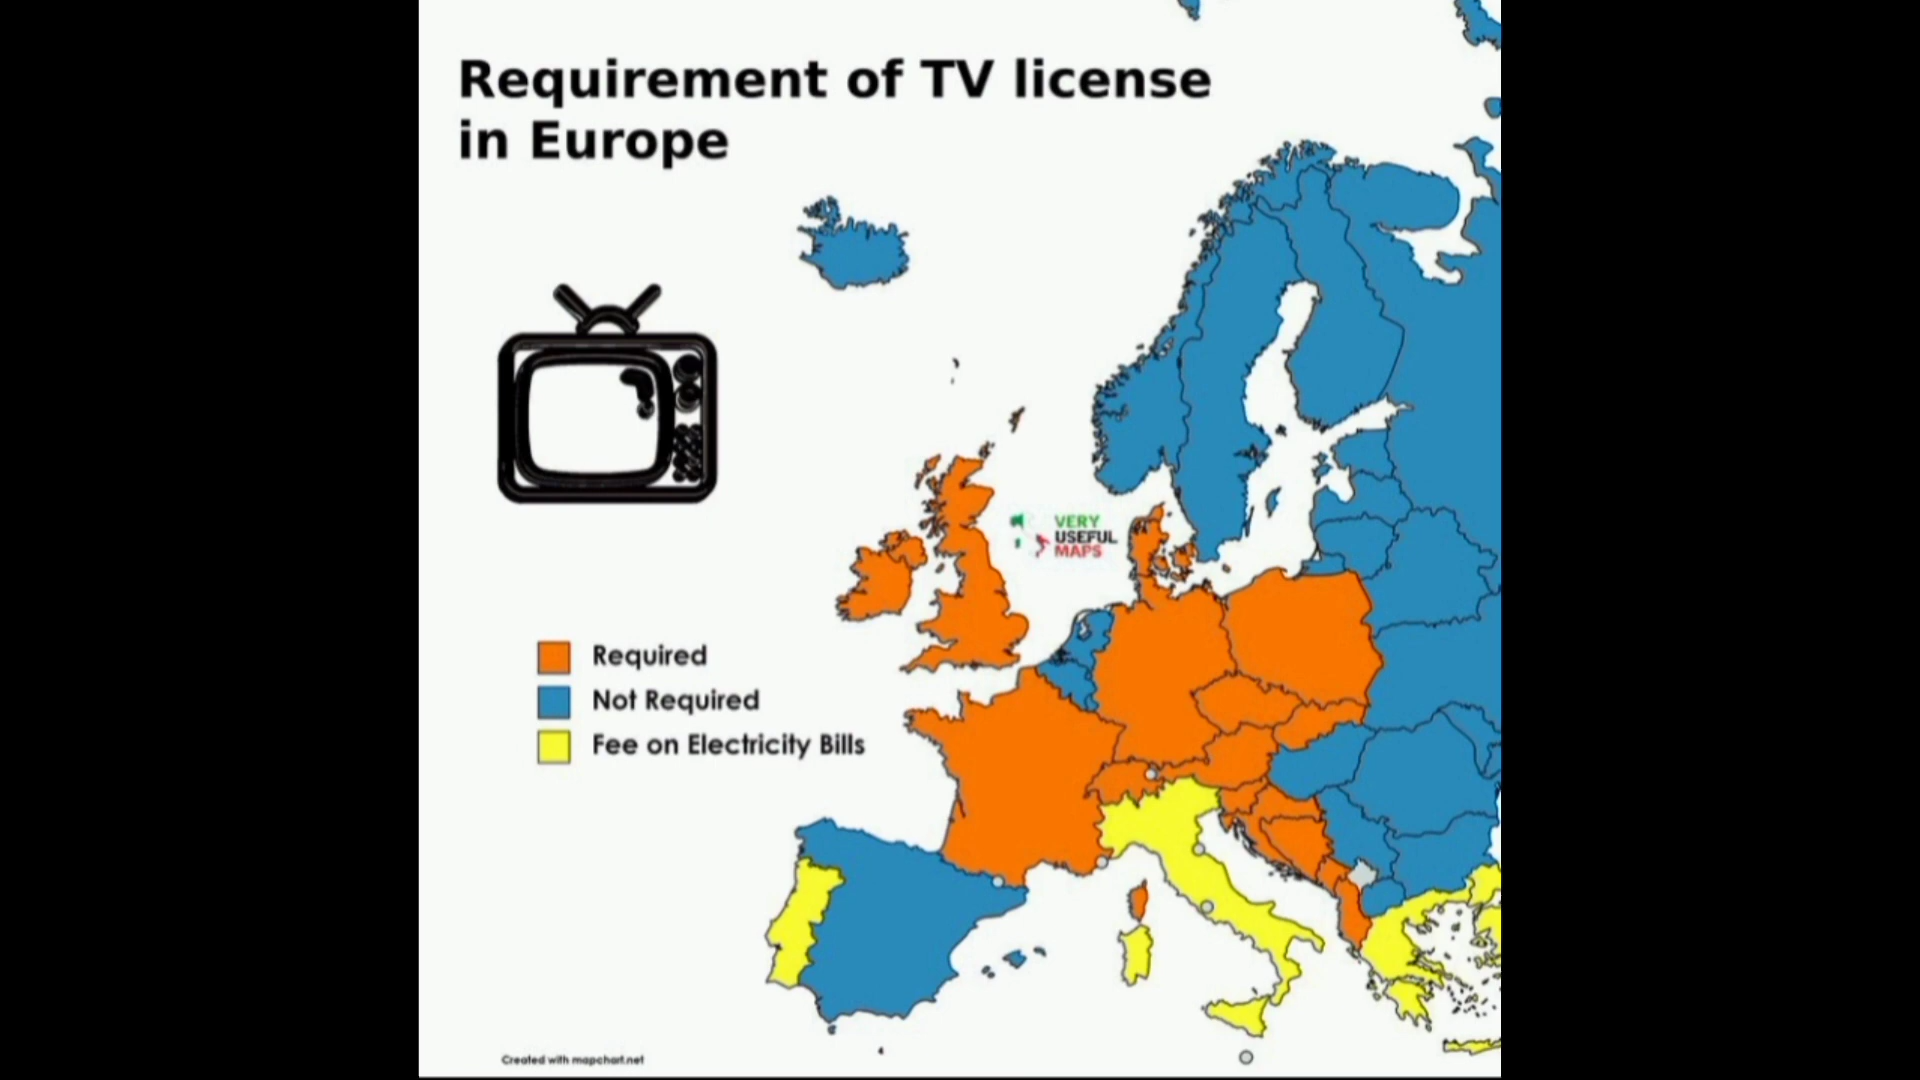 Requirement of TV license
in Europe
VERY
USEFUL
MAPS
Required
Not Required
Fee on Electricity Bills
Created with mapchart.net